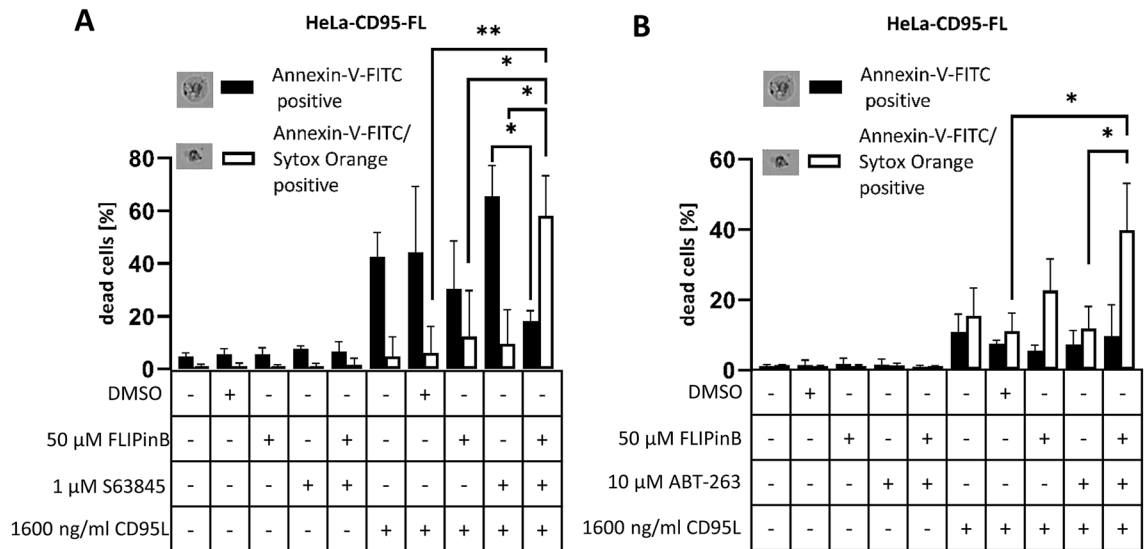 A
HeLa-CD95-FL
**
*
*
*
Annexin-V-FITC
positive
Annexin-V-FITC/
Sytox Orange
positive
dead cells [%]
80
60
40
20
0
DMSO - + - - - - + - - -
50 µM FLIPinB - - + - + - - + - +
1 µM S63845 - - - + + - - - + +
1600 ng/ml CD95L - - - - - + + + + +
B
HeLa-CD95-FL
*
*
Annexin-V-FITC
positive
Annexin-V-FITC/
Sytox Orange
positive
dead cells [%]
60
40
20
0
DMSO - + - - - - + - - -
50 µM FLIPinB - - + - + - - + - +
10 µM ABT-263 - - - + + - - - + +
1600 ng/ml CD95L - - - - - + + + + +